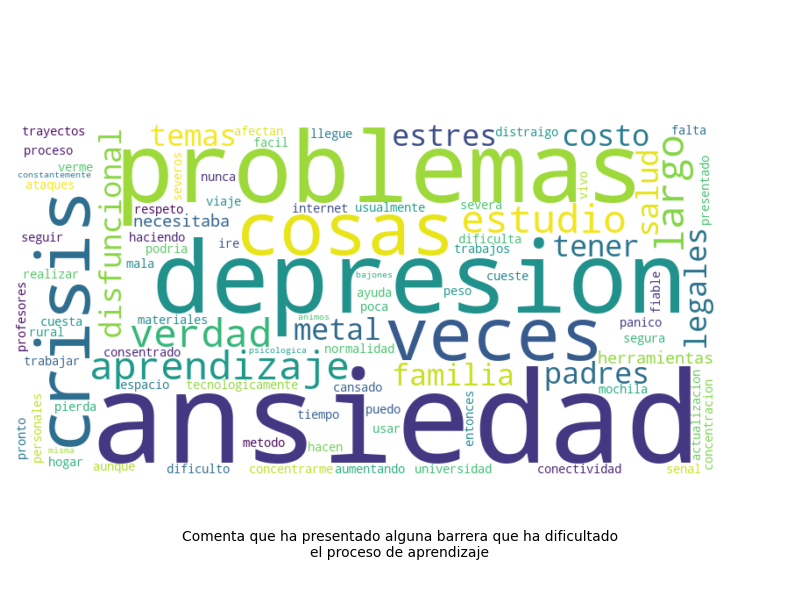 trayectos
temas
afectan
llegue
estres
distraigo
costo
falta
proceso
facil
problemas
verme
severos
constantemente
nunca
ataques
disfuncional
vivo
salud
largo
presentado
viaje
respeto
internet
usualmente
severa
necesitaba
cosas
estudio
seguir
haciendo
ire
dificulta
trabajos
tener
podria
crisis
mala
depresion
bajones
cueste
realizar
ayuda
peso
fiable
legales
poca
profesores
materiales
animos
cuesta
rural
verdad
metal
veces
panico
segura
consentrado
psicologica
normalidad
herramientas
trabajar
aprendizaje
familia
padres
espacio
tecnologicamente
cansado
mochila
ansiedad
personales
pierda
tiempo
puedo
entonces
actualizacion
concentracion
usar
pronto
metodo
misma
hacen
hogar
aunque
dificulto
concentrarme
aumentando
universidad
conectividad
senal
Comenta que ha presentado alguna barrera que ha dificultado
el proceso de aprendizaje